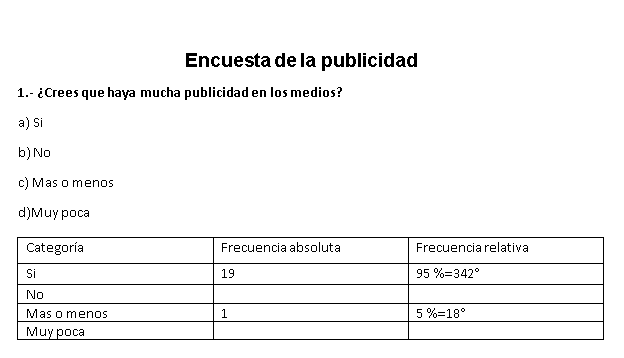 Encuesta de la publicidad
1.- ¿Crees que haya mucha publicidad en los medios?
a) Si
b) No
c) Mas o menos
d)Muy poca
Categoría Frecuencia absoluta Frecuencia relativa
Si 19 95 %=342°
No
Mas o menos 1 5 %=18°
Muy poca